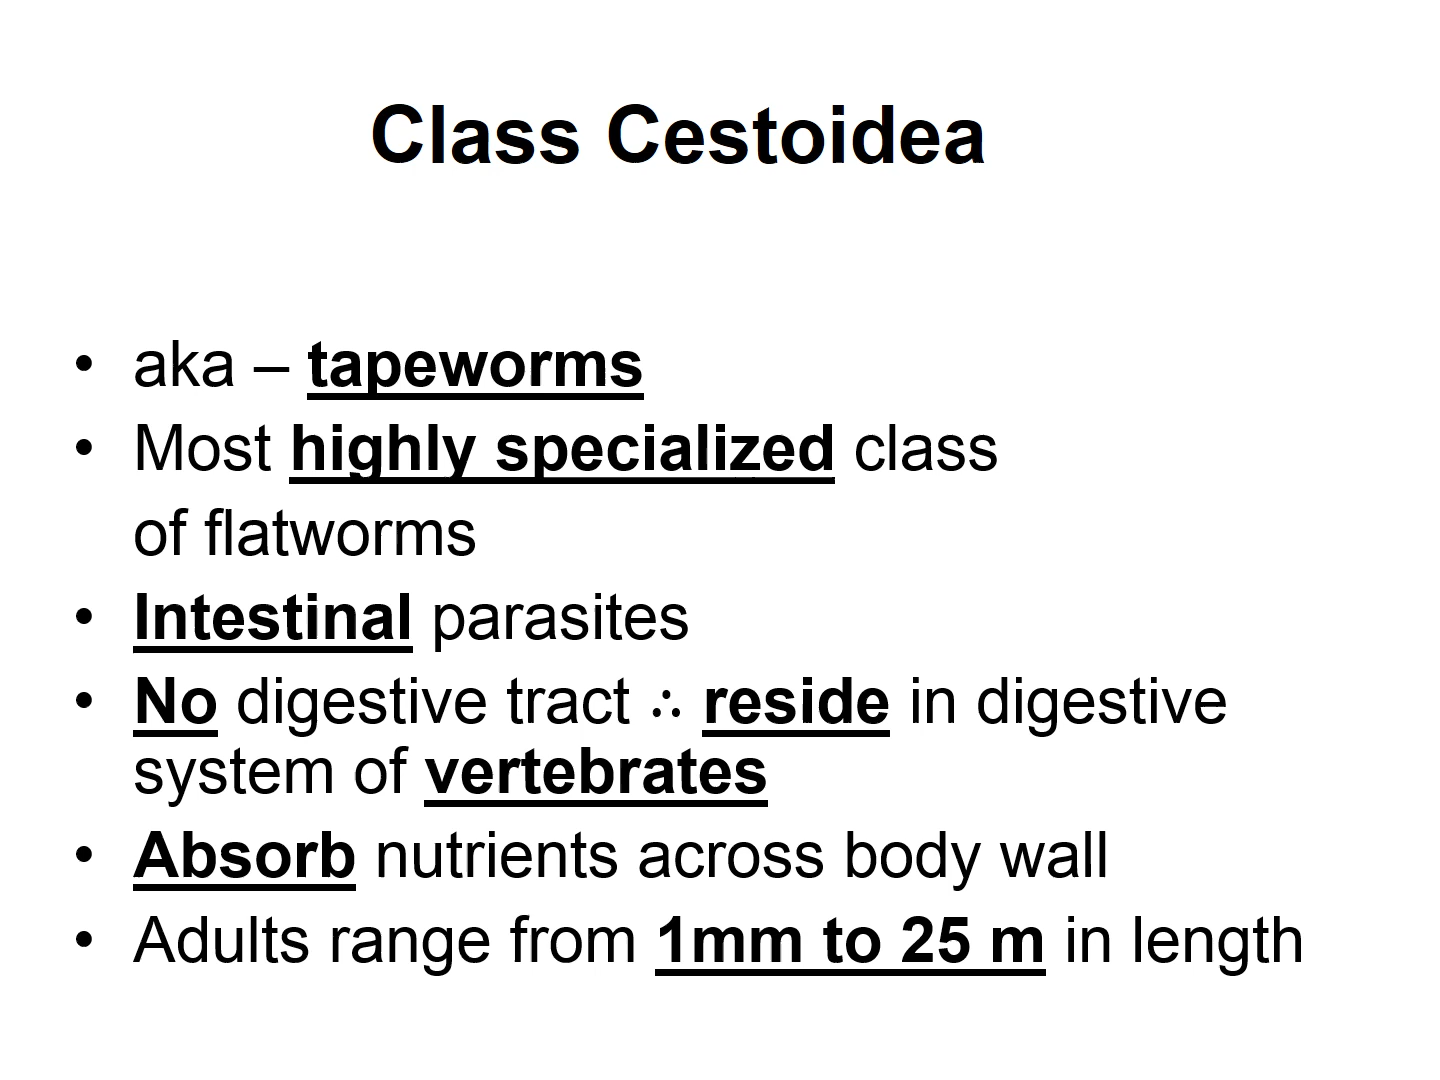 Class Cestoidea
• aka – tapeworms
• Most highly specialized class
of flatworms
• Intestinal parasites
• No digestive tract ∴ reside in digestive
system of vertebrates
• Absorb nutrients across body wall
• Adults range from 1mm to 25 m in length